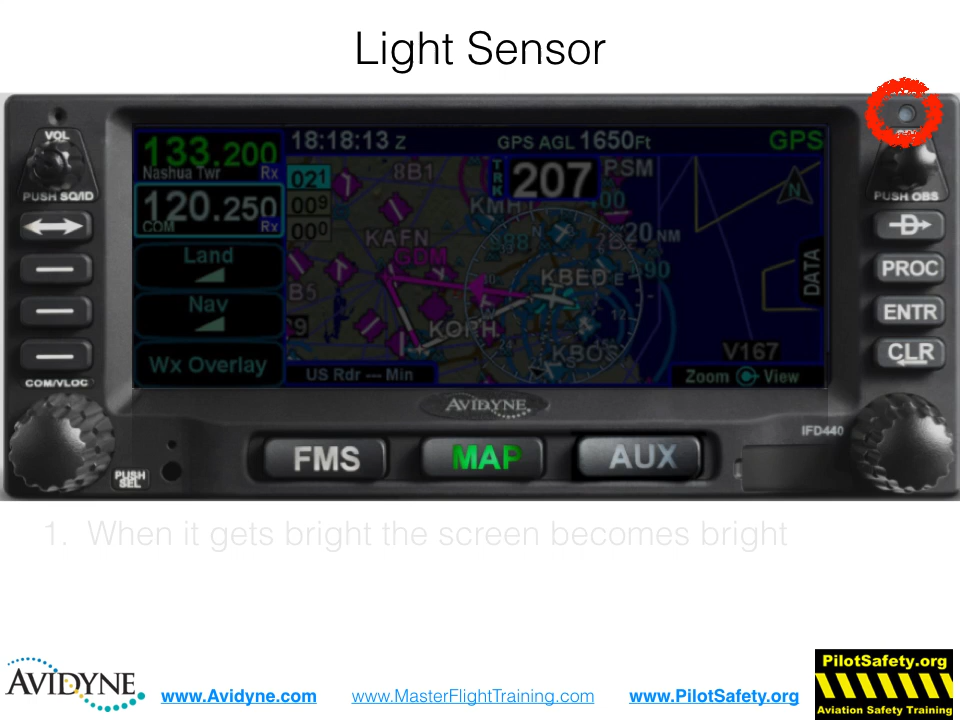 Light Sensor
VOL
PUSH SQ/ID
133.200
Nashua Twr Rx
120.250
COM Rx
Land
Nav
Wx Overlay
18:18:13 Z
GPS AGL 1650Ft
GPS
021
009
000
8B1
TRK
207
PSM
KAFN
GDM
20 NM
N
KBED
E
12
B5
KOPH
KBOS
US Rdr --- Min
V167
DATA
Zoom View
PUSH OBS
D
PROC
ENTR
CLR
COM/VLOC
AVIDYNE
IFD440
PUSH
SEL
FMS
MAP
AUX
1. When it gets bright the screen becomes bright
AVIDYNE
www.Avidyne.com www.MasterFlightTraining.com www.PilotSafety.org
PilotSafety.org
Aviation Safety Training